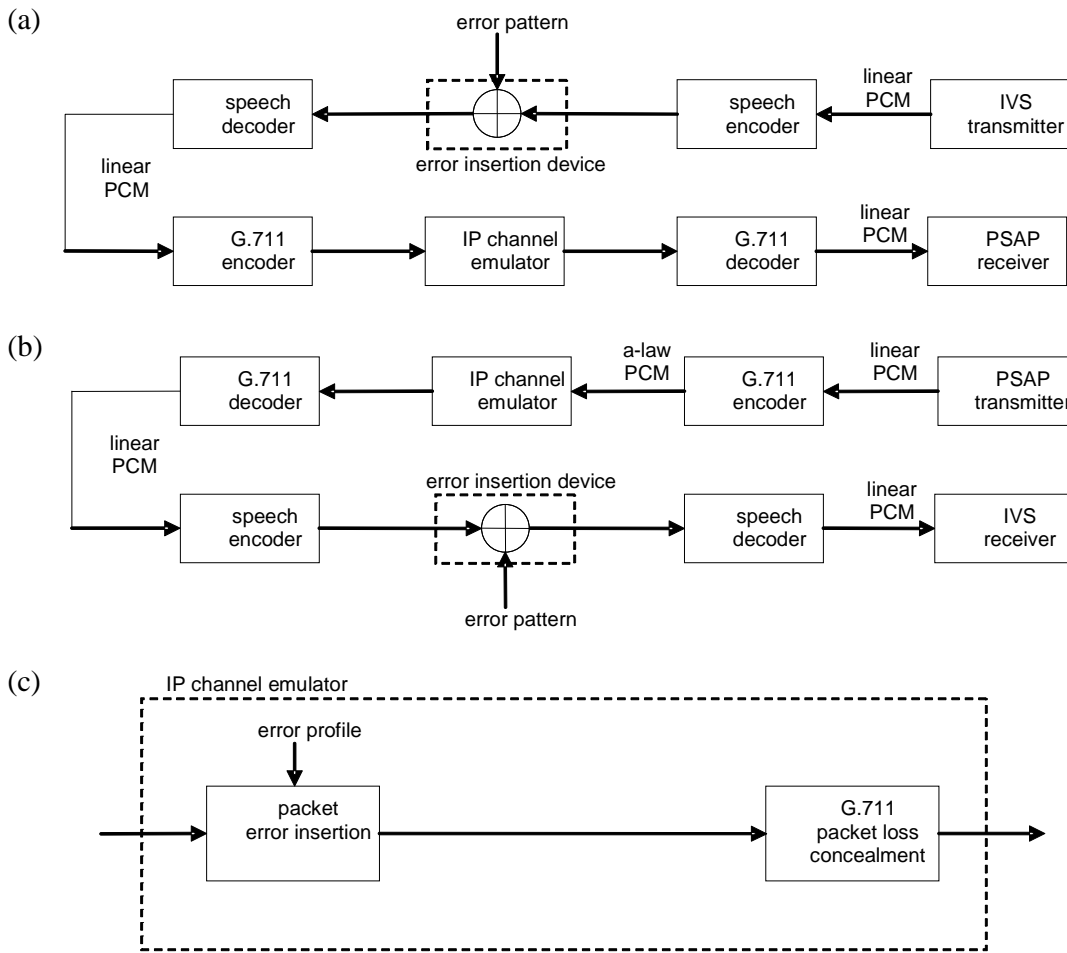 (a)
error pattern
speech
decoder
error insertion device
speech
encoder
linear
PCM
IVS
transmitter
linear
PCM
G.711
encoder
IP channel
emulator
G.711
decoder
linear
PCM
PSAP
receiver
(b)
G.711
decoder
IP channel
emulator
a-law
PCM
G.711
encoder
linear
PCM
PSAP
transmitter
linear
PCM
speech
encoder
error insertion device
error pattern
speech
decoder
linear
PCM
IVS
receiver
(c)
IP channel emulator
error profile
packet
error insertion
G.711
packet loss
concealment